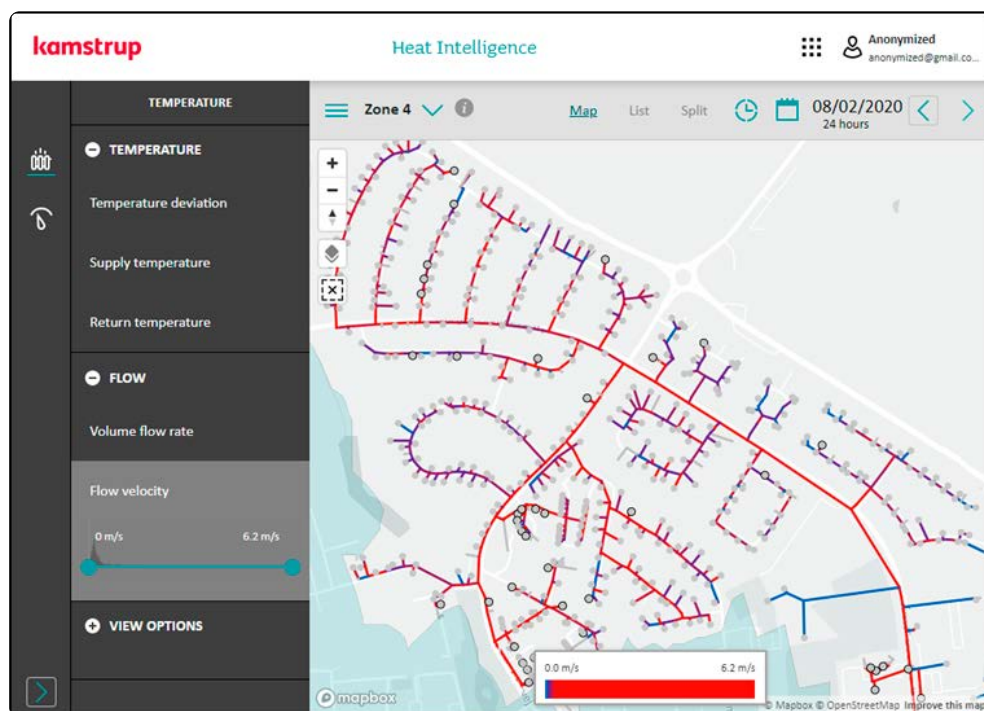 kamstrup
Heat Intelligence
Anonymized
anonymized@gmail.co...
TEMPERATURE
Zone 4
Map
List
Split
08/02/2020
24 hours
TEMPERATURE
Temperature deviation
Supply temperature
Return temperature
FLOW
Volume flow rate
Flow velocity
0 m/s
6.2 m/s
VIEW OPTIONS
0.0 m/s
6.2 m/s
mapbox
© Mapbox © OpenStreetMap Improve this map